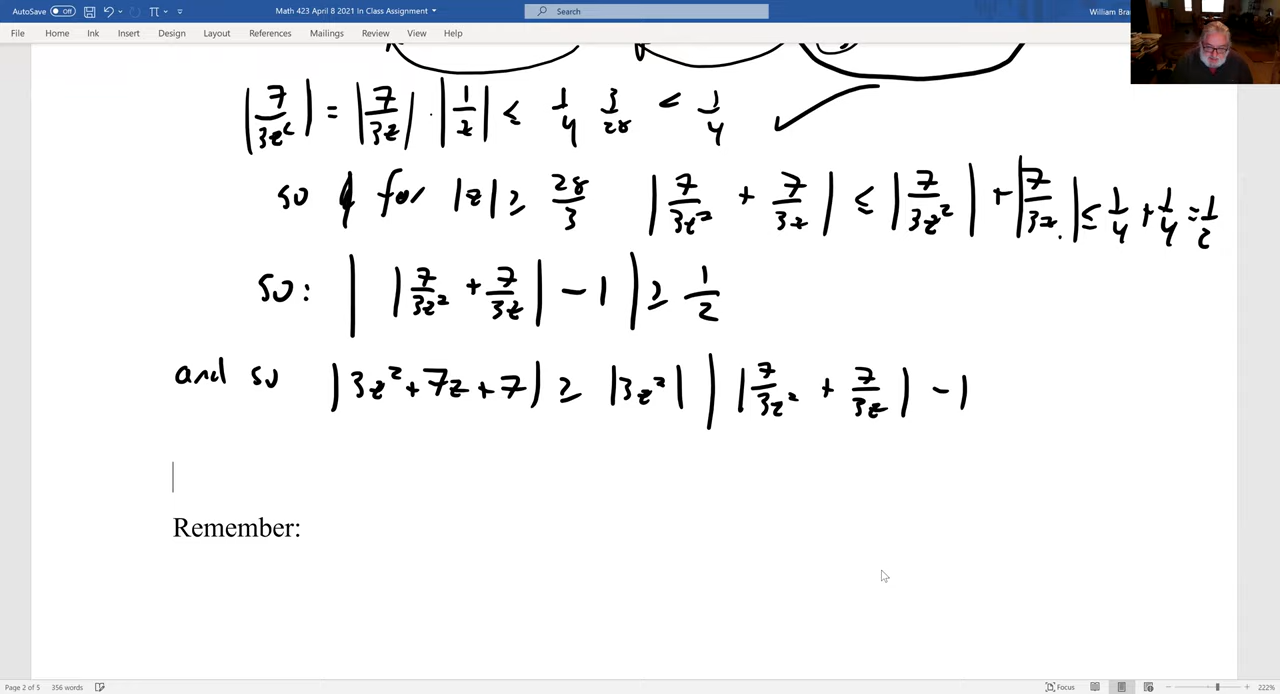 AutoSave Off Math 423 April 8 2021 In Class Assignment Search William Bra
File Home Ink Insert Design Layout References Mailings Review View Help
|7/3z²| = |7/3z| · |1/z| ≤ 1/4 3/28 < 1/4
so for |z| ≥ 28/3 |7/3z² + 7/3z| ≤ |7/3z²| + |7/3z| ≤ 1/4 + 1/4 = 1/2
so: | |7/3z² + 7/3z| - 1 | ≥ 1/2
and so |3z² + 7z + 7| ≥ |3z²| | |7/3z² + 7/3z| - 1
Remember:
Page 2 of 5 356 words Focus 222%